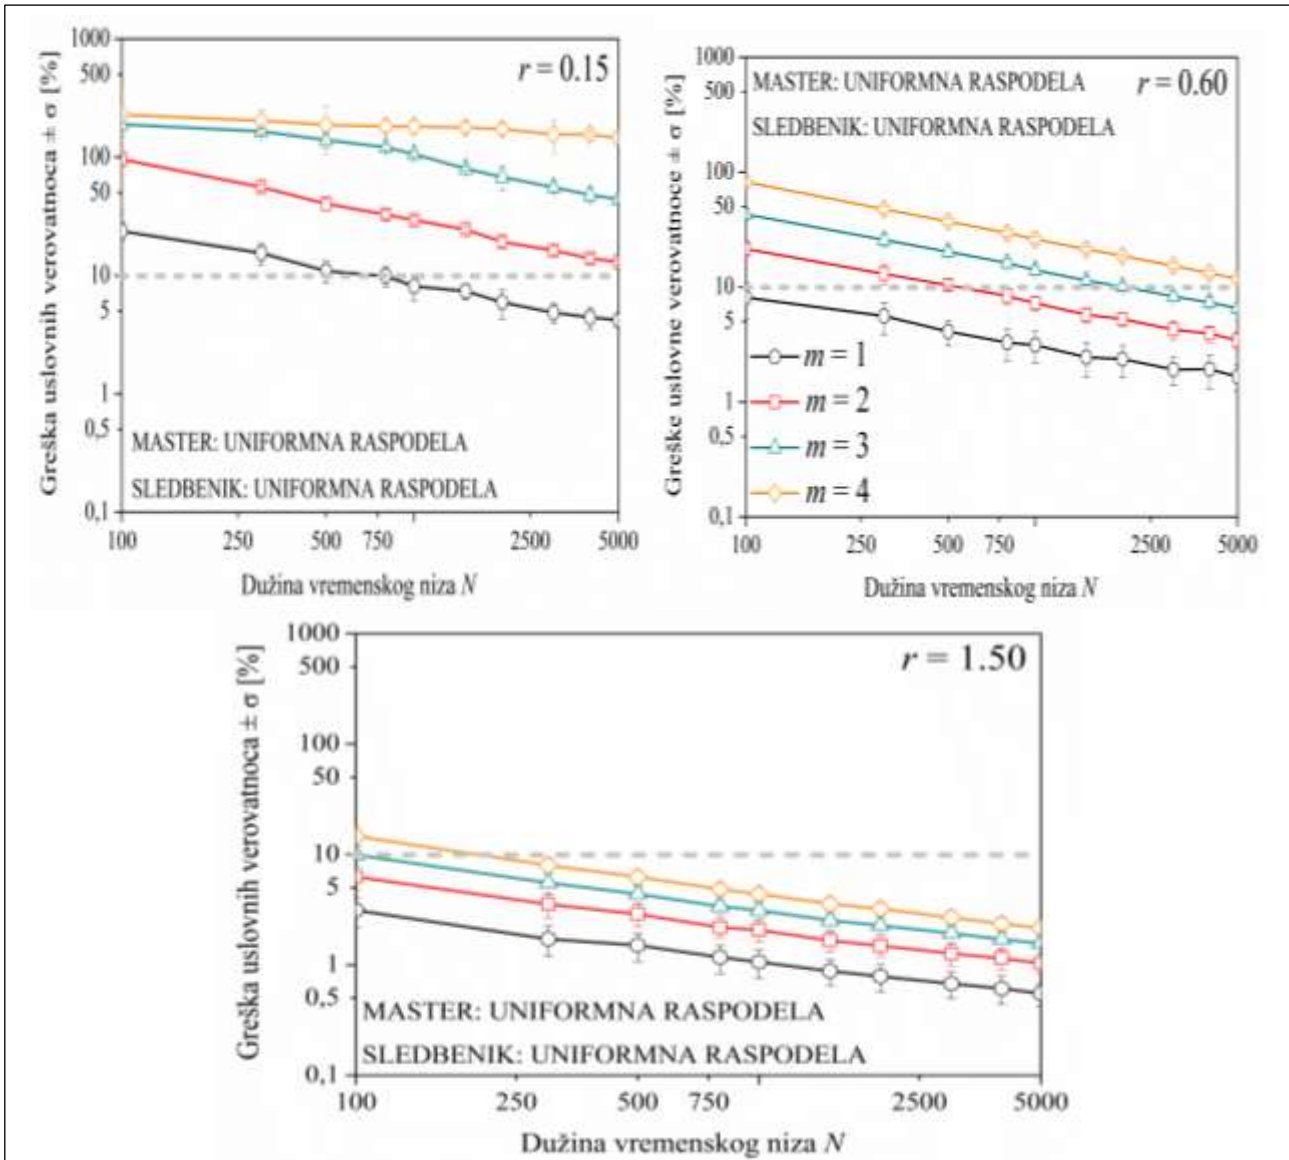 Greška uslovnih verovatnoca ± σ [%]
1000
500
100
50
10
5
1
0,5
0,1
r = 0.15
MASTER: UNIFORMNA RASPODELA
SLEDBENIK: UNIFORMNA RASPODELA
100 250 500 750 2500 5000
Dužina vremenskog niza N
Greške uslovne verovatnoce ± σ [%]
1000
500
100
50
10
5
1
0,5
0,1
MASTER: UNIFORMNA RASPODELA
r = 0.60
SLEDBENIK: UNIFORMNA RASPODELA
m = 1
m = 2
m = 3
m = 4
100 250 500 750 2500 5000
Dužina vremenskog niza N
Greška uslovnih verovatnoca ± σ [%]
1000
500
100
50
10
5
1
0,5
0,1
r = 1.50
MASTER: UNIFORMNA RASPODELA
SLEDBENIK: UNIFORMNA RASPODELA
100 250 500 750 2500 5000
Dužina vremenskog niza N